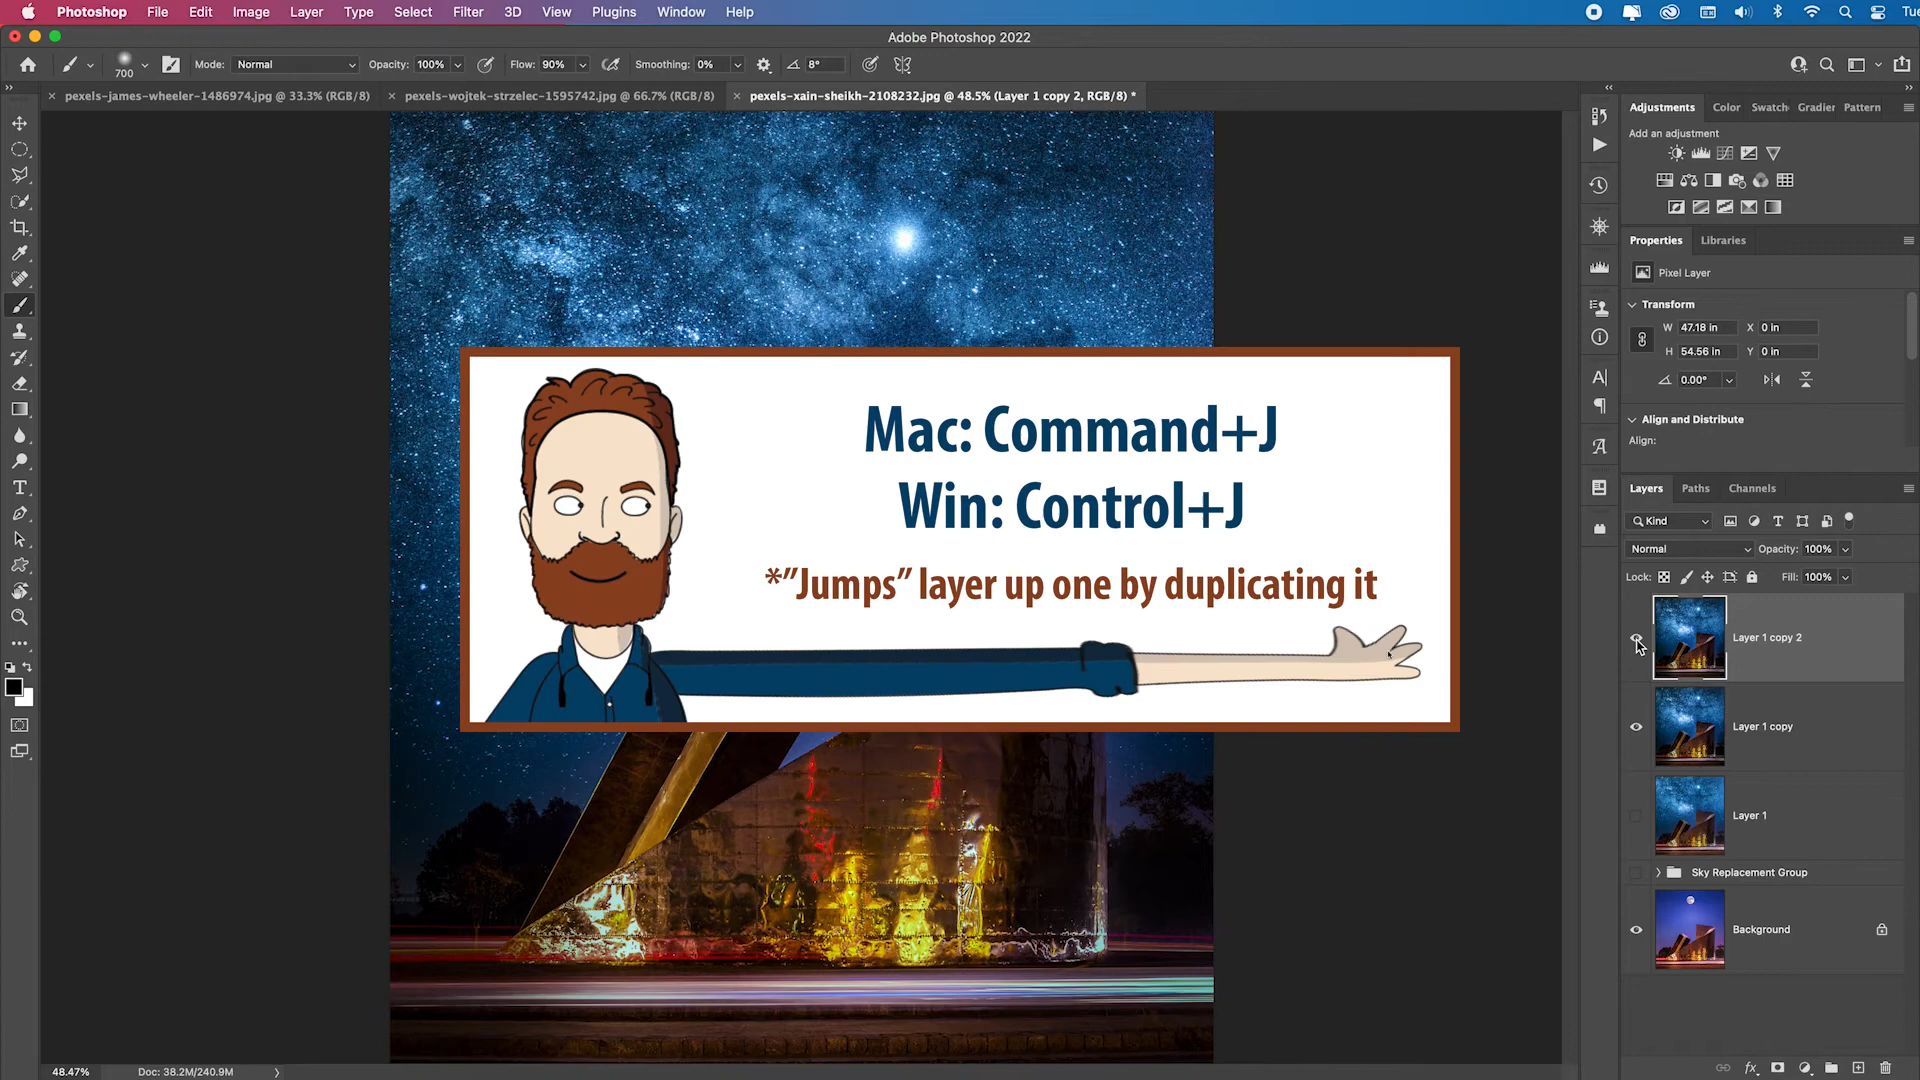 Photoshop File Edit Image Layer Type Select Filter 3D View Plugins Window Help
Adobe Photoshop 2022
700 Mode: Normal Opacity: 100% Flow: 90% Smoothing: 0% 8°
pexels-james-wheeler-1486974.jpg @ 33.3% (RGB/8) pexels-wojtek-strzelec-1595742.jpg @ 66.7% (RGB/8) pexels-xain-sheikh-2108232.jpg @ 48.5% (Layer 1 copy 2, RGB/8) *
Adjustments Color Swatch Gradier Pattern
Add an adjustment
Properties Libraries
Pixel Layer
Transform
W 47.18 in X 0 in
H 54.56 in Y 0 in
0.00°
Align and Distribute
Align:
Layers Paths Channels
Kind
Normal Opacity: 100%
Lock: Fill: 100%
Layer 1 copy 2
Layer 1 copy
Layer 1
Sky Replacement Group
Background
Mac: Command+J
Win: Control+J
*"Jumps" layer up one by duplicating it
48.47% Doc: 38.2M/240.9M